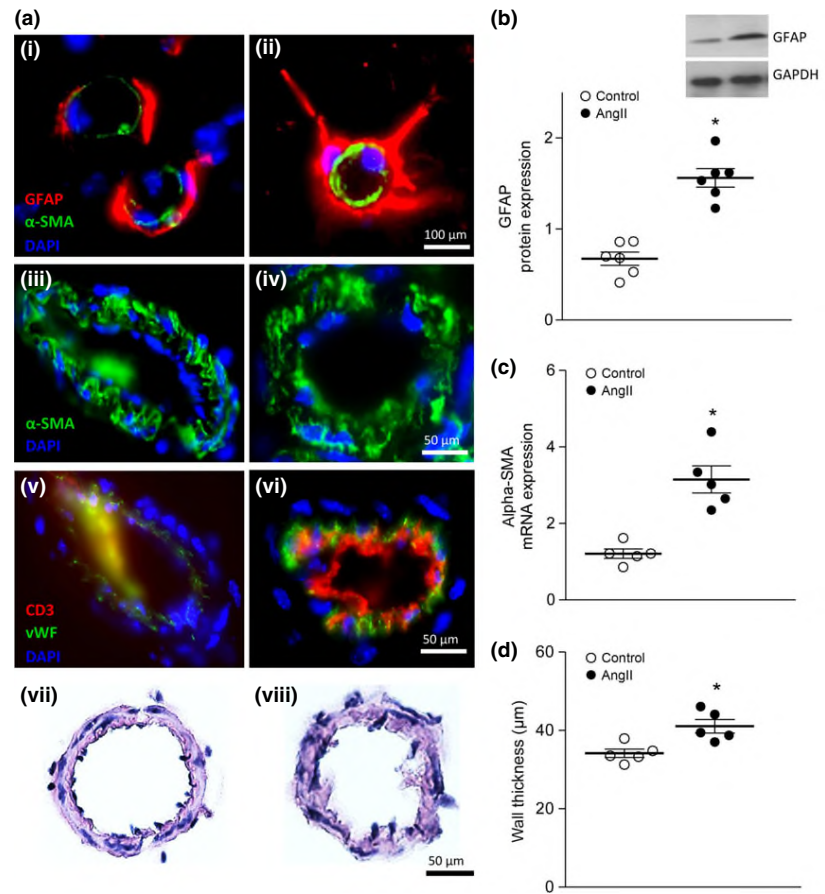 (a)
(i)
(ii)
GFAP
α-SMA
DAPI
100 µm
(iii)
(iv)
α-SMA
DAPI
50 µm
(v)
(vi)
CD3
vWF
DAPI
50 µm
(vii)
(viii)
50 µm
(b)
GFAP
GAPDH
Control
AngII
*
2
1
0
GFAP
protein expression
(c)
Control
AngII
*
6
4
2
0
Alpha-SMA
mRNA expression
(d)
Control
AngII
*
60
40
20
0
Wall thickness (µm)